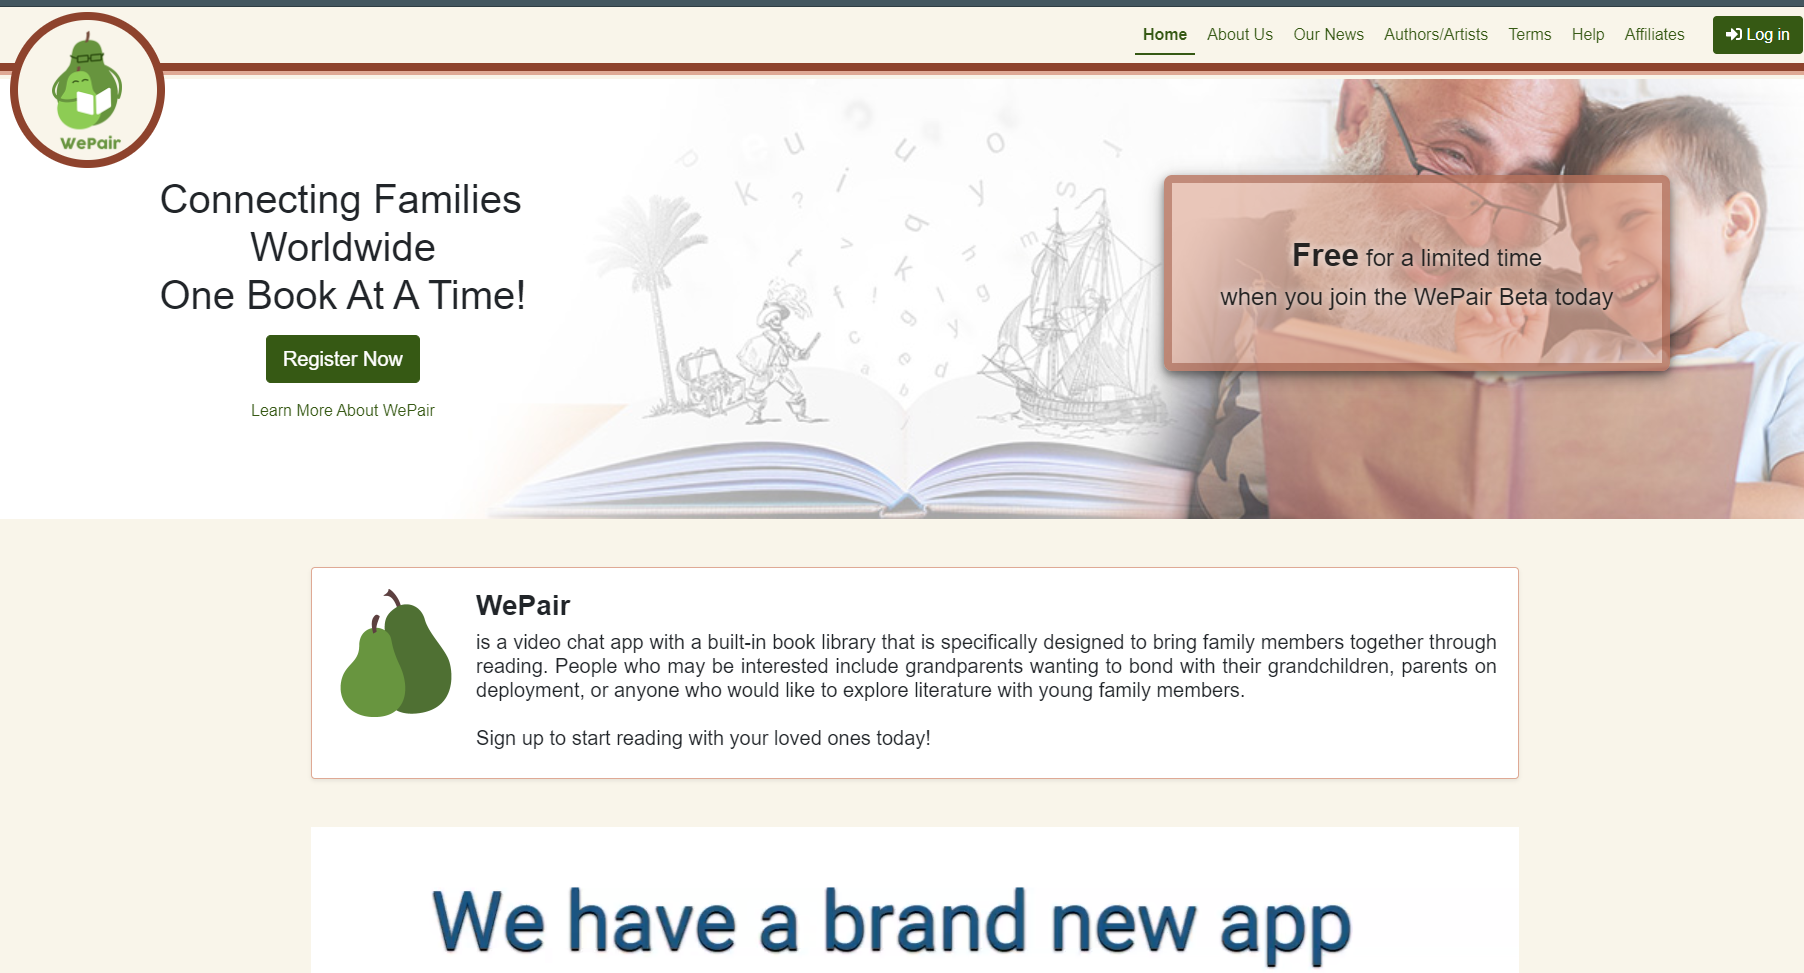 Home About Us Our News Authors/Artists Terms Help Affiliates Log in
WePair
Connecting Families
Worldwide
One Book At A Time!
Register Now
Learn More About WePair
Free for a limited time
when you join the WePair Beta today
WePair
is a video chat app with a built-in book library that is specifically designed to bring family members together through
reading. People who may be interested include grandparents wanting to bond with their grandchildren, parents on
deployment, or anyone who would like to explore literature with young family members.
Sign up to start reading with your loved ones today!
We have a brand new app